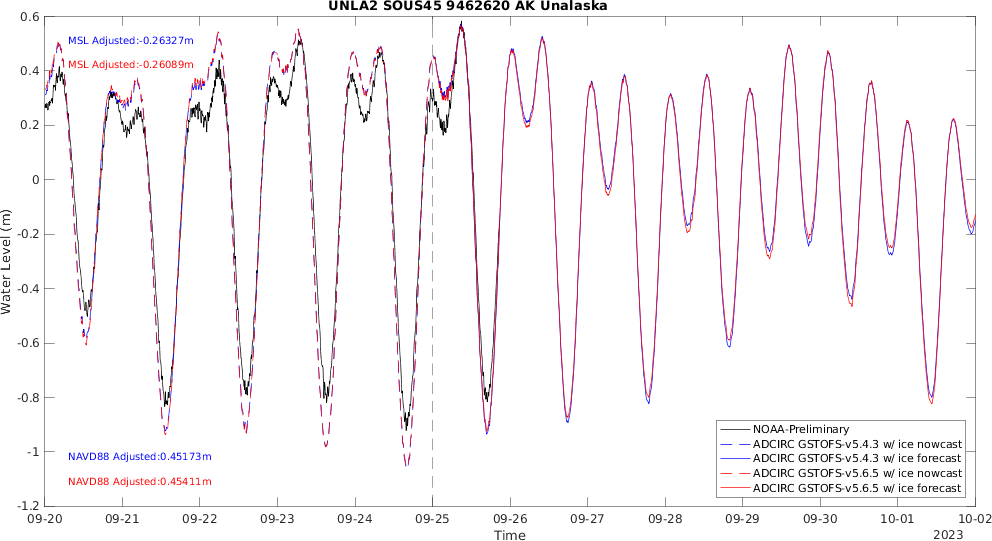 UNLA2 SOUS45 9462620 AK Unalaska
MSL Adjusted:-0.26327m
MSL Adjusted:-0.26089m
0.6
0.4
0.2
0
-0.2
-0.4
-0.6
-0.8
-1
-1.2
Water Level (m)
NAVD88 Adjusted:0.45173m
NAVD88 Adjusted:0.45411m
NOAA-Preliminary
ADCIRC GSTOFS-v5.4.3 w/ ice nowcast
ADCIRC GSTOFS-v5.4.3 w/ ice forecast
ADCIRC GSTOFS-v5.6.5 w/ ice nowcast
ADCIRC GSTOFS-v5.6.5 w/ ice forecast
09-20 09-21 09-22 09-23 09-24 09-25 09-26 09-27 09-28 09-29 09-30 10-01 10-02
Time
2023